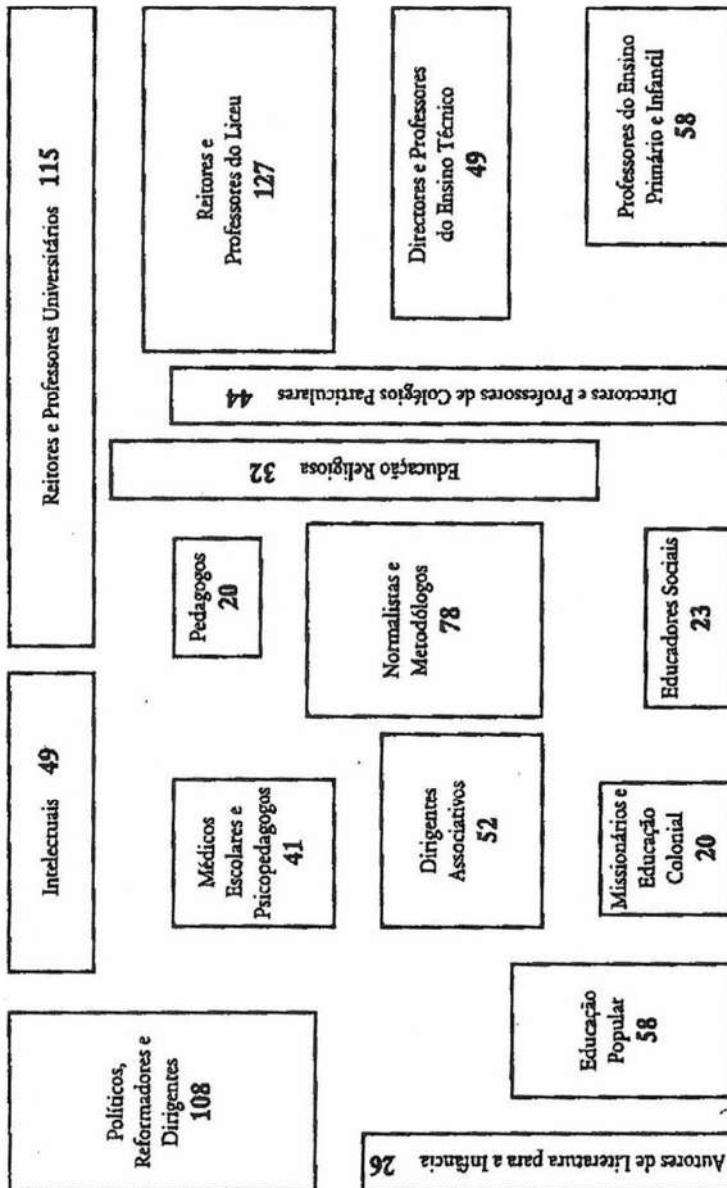 Políticos,
Reformadores e
Dirigentes
108
Intelectuais 49
Reitores e Professores Universitários 115
Médicos
Escolares e
Psicopedagogos
41
Pedagogos
20
Educação Religiosa 32
Directores e Professores de Colégios Particulares 44
Reitores e
Professores do Liceu
127
Autores de Literatura para a Infância 26
Dirigentes
Associativos
52
Normalistas e
Metodólogos
78
Directores e Professores
do Ensino Técnico
49
Educação
Popular
58
Missionários e
Educação
Colonial
20
Educadores Sociais
23
Professores do Ensino
Primário e Infancil
58